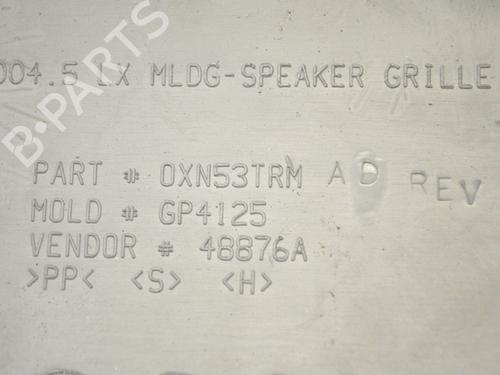 004.5 LX MLDG-SPEAKER GRILLE
PART # 0XN53TRM AD REV
MOLD # GP4125
VENDOR # 48876A
>PP< <S> <H>
B-PARTS